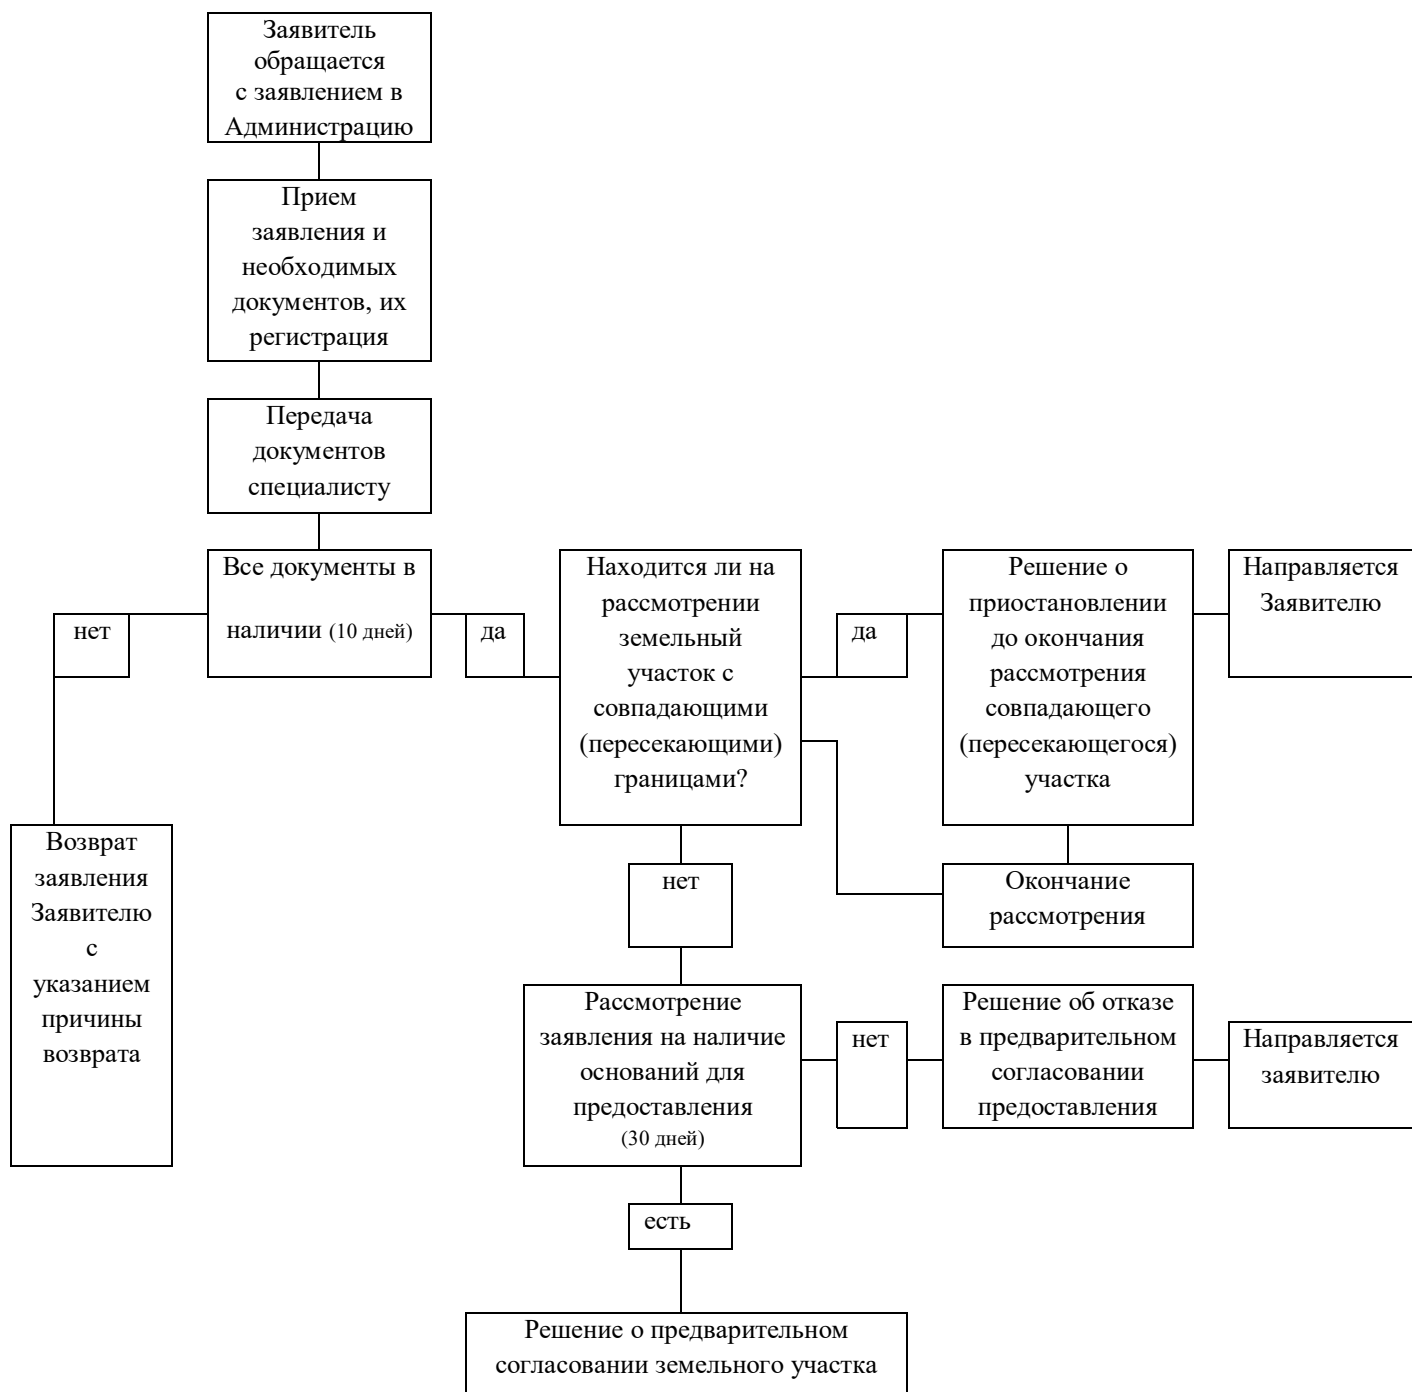 Заявитель
обращается
с заявлением в
Администрацию
Прием
заявления и
необходимых
документов, их
регистрация
Передача
документов
специалисту
Все документы в
наличии (10 дней)
нет
да
Находится ли на
рассмотрении
земельный
участок с
совпадающими
(пересекающими)
границами?
да
Решение о
приостановлении
до окончания
рассмотрения
совпадающего
(пересекающегося)
участка
Направляется
Заявителю
Возврат
заявления
Заявителю
с
указанием
причины
возврата
нет
Окончание
рассмотрения
Рассмотрение
заявления на наличие
оснований для
предоставления
(30 дней)
нет
Решение об отказе
в предварительном
согласовании
предоставления
Направляется
заявителю
есть
Решение о предварительном
согласовании земельного участка